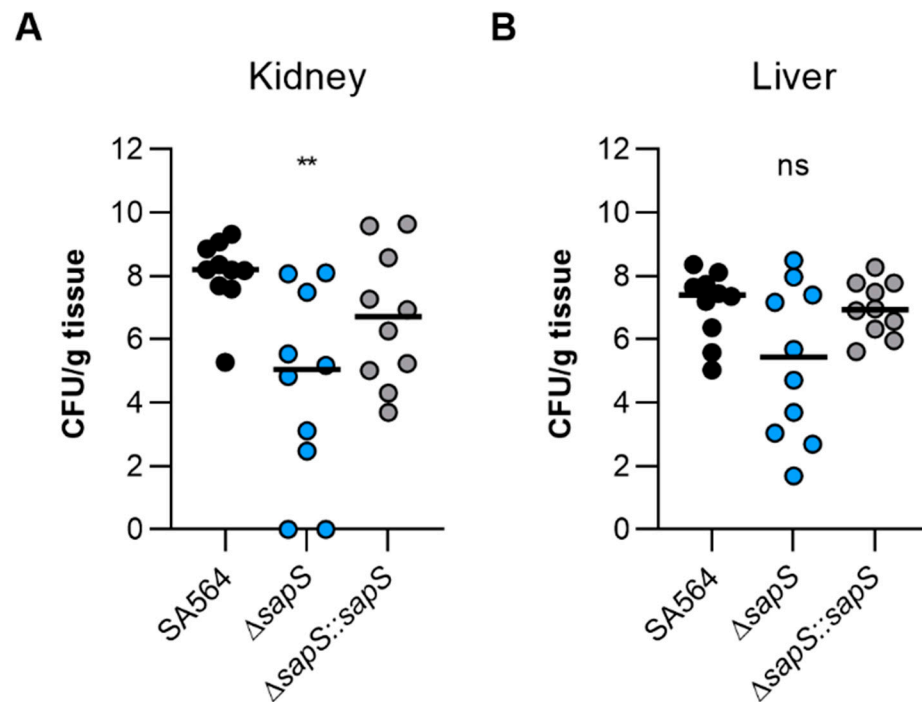 A
B
Kidney
Liver
12
10
8
6
4
2
0
CFU/g tissue
**
SA564
ΔsapS
ΔsapS::sapS
12
10
8
6
4
2
0
CFU/g tissue
ns
SA564
ΔsapS
ΔsapS::sapS